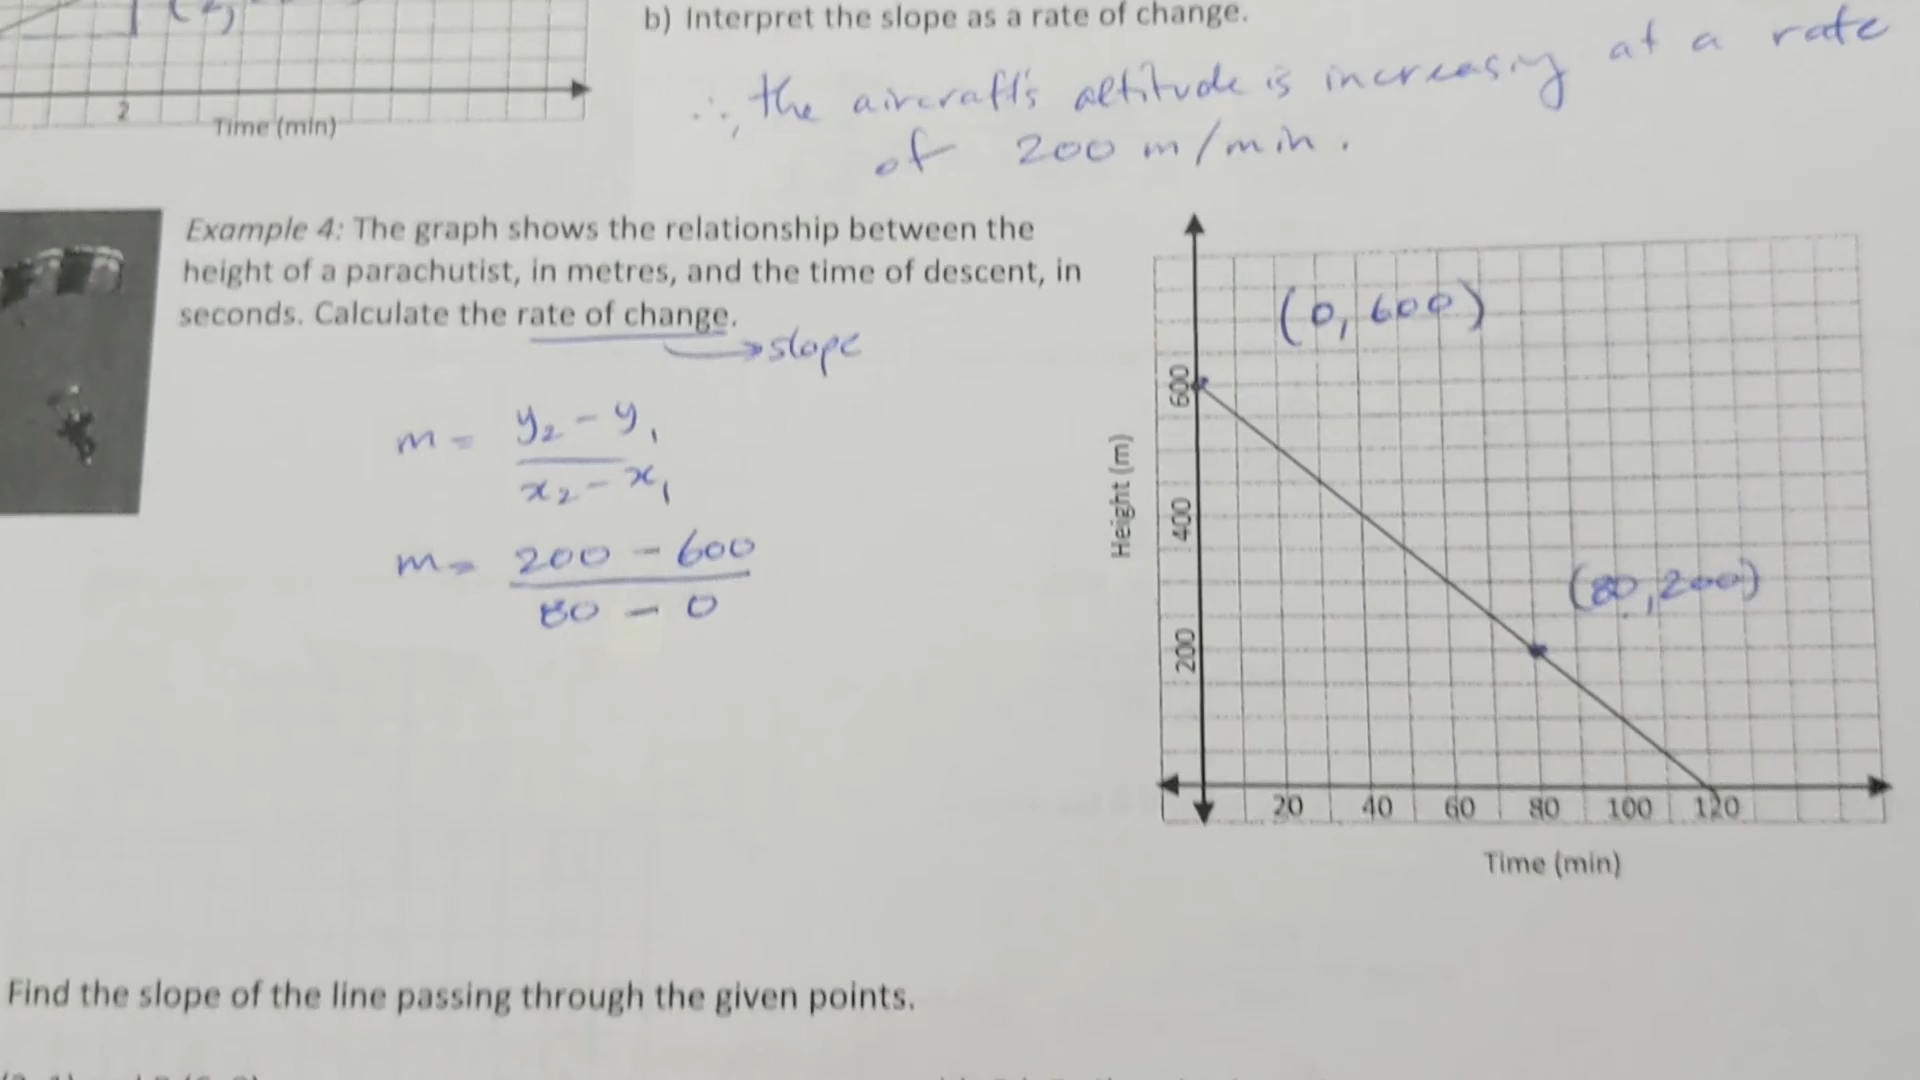 b) Interpret the slope as a rate of change.
∴, the aircraft's altitude is increasing at a rate
of 200 m/min.
2
Time (min)
Example 4: The graph shows the relationship between the
height of a parachutist, in metres, and the time of descent, in
seconds. Calculate the rate of change.
→ slope
m = y₂ - y₁
x₂ - x₁
m = 200 - 600
80 - 0
(0, 600)
(80, 200)
Height (m)
600
400
200
20 40 60 80 100 120
Time (min)
Find the slope of the line passing through the given points.